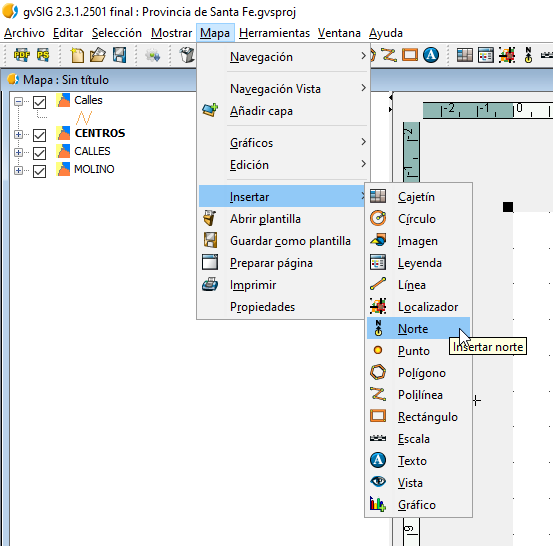 gvSIG 2.3.1.2501 final : Provincia de Santa Fe.gvsproj
Archivo Editar Selección Mostrar Mapa Herramientas Ventana Ayuda
Mapa : Sin título
Calles
CENTROS
CALLES
MOLINO
Navegación
Navegación Vista
Añadir capa
Gráficos
Edición
Insertar
Abrir plantilla
Guardar como plantilla
Preparar página
Imprimir
Propiedades
Cajetín
Círculo
Imagen
Leyenda
Línea
Localizador
Norte
Insertar norte
Punto
Polígono
Polilínea
Rectángulo
Escala
Texto
Vista
Gráfico
-2 -1 0